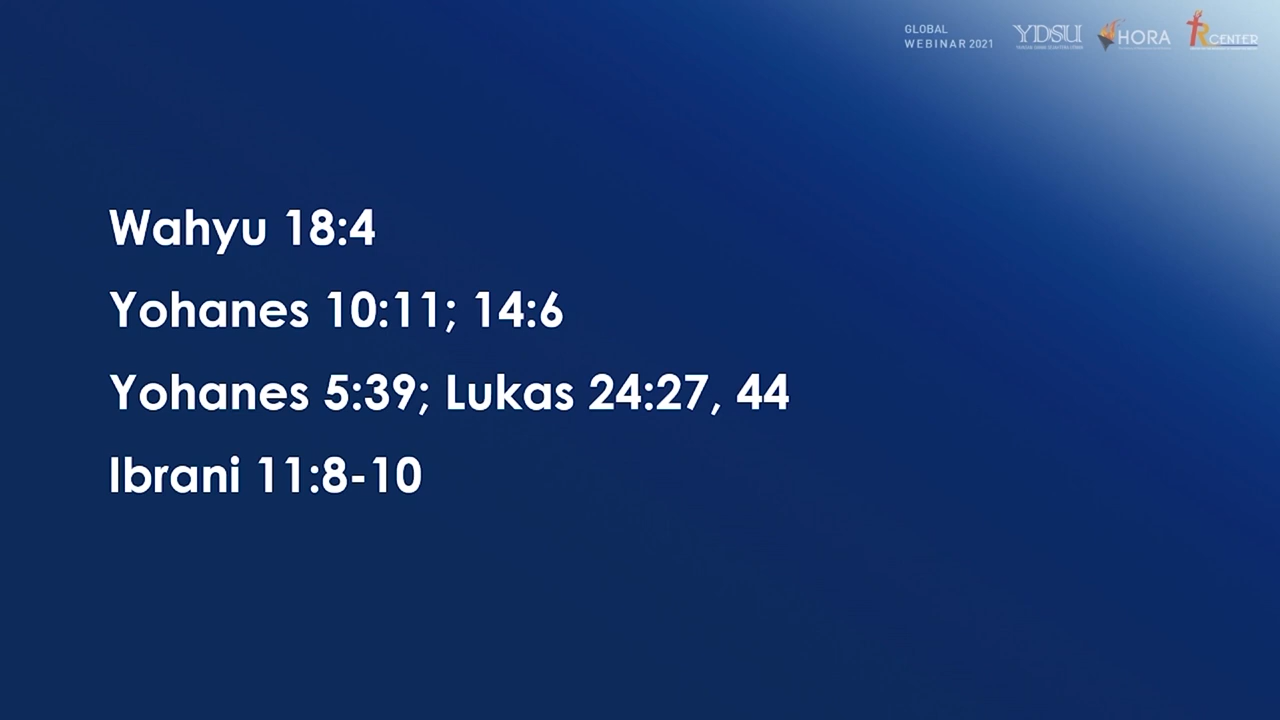 GLOBAL
WEBINAR 2021
YDSU
HORA
RCENTER
Wahyu 18:4
Yohanes 10:11; 14:6
Yohanes 5:39; Lukas 24:27, 44
Ibrani 11:8-10